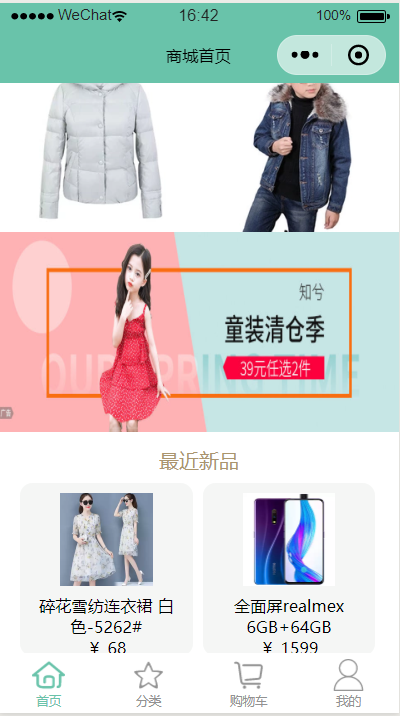 WeChat 16:42 100%
商城首页
知兮
童装清仓季
OUR SPRING TIME
39元任选2件
广告
最近新品
碎花雪纺连衣裙 白
色-5262#
¥ 68
全面屏realmex
6GB+64GB
¥ 1599
首页 分类 购物车 我的